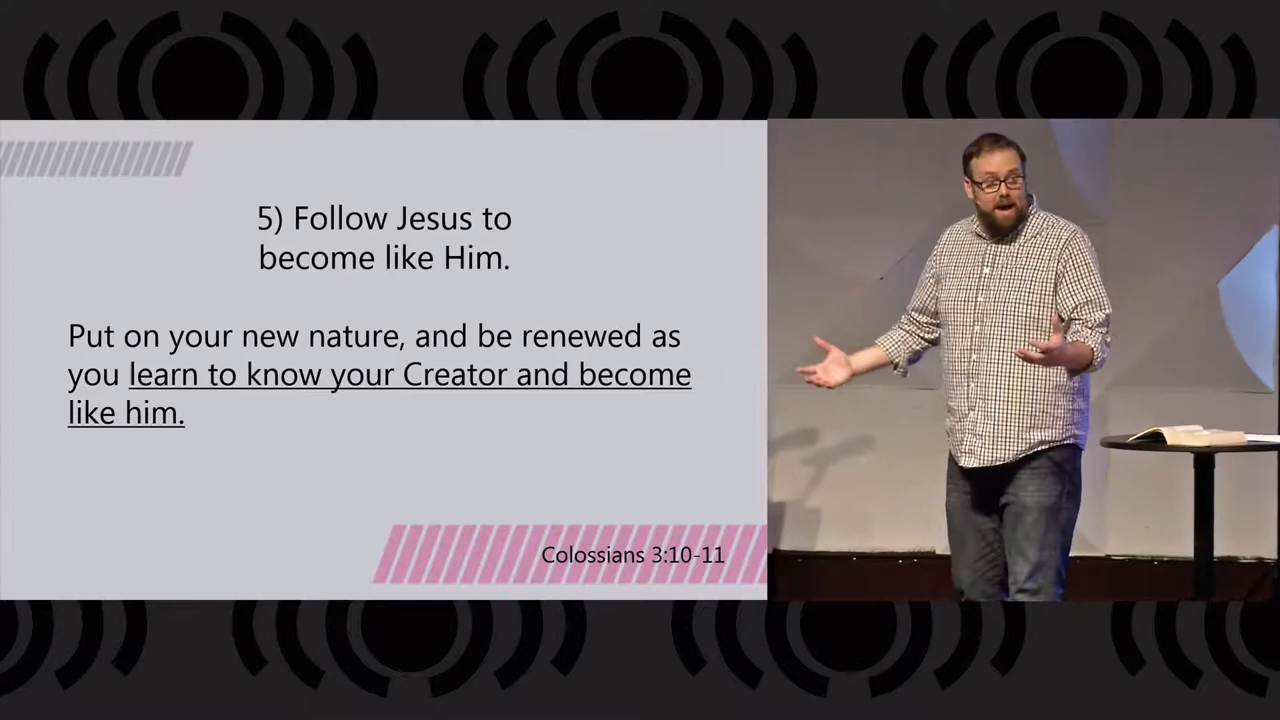 5) Follow Jesus to
become like Him.
Put on your new nature, and be renewed as
you learn to know your Creator and become
like him.
Colossians 3:10-11